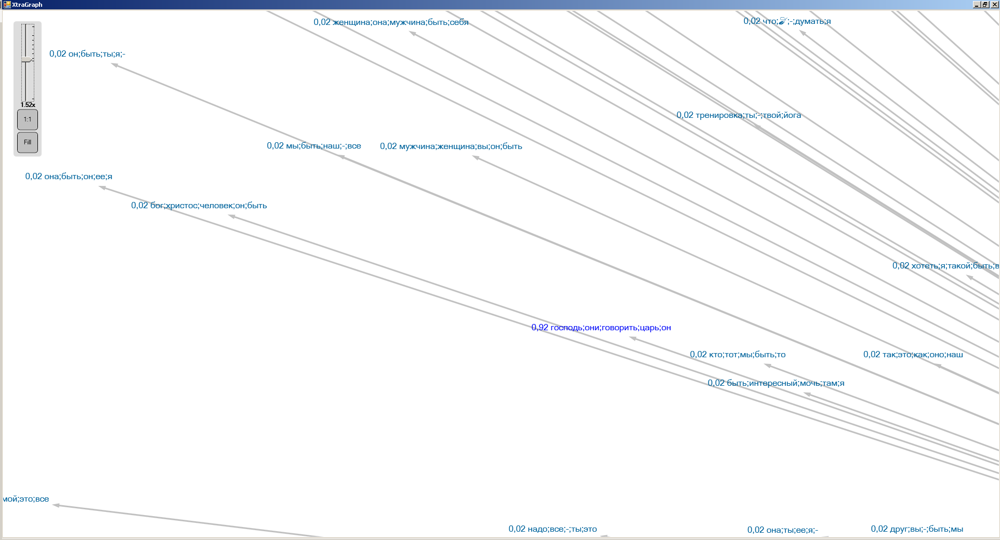 XtraGraph
0,02 женщина;она;мужчина;быть;себя
0,02 что;;-;думать;я
0,02 он;быть;ты;я;-
1.52x
1:1
Fill
0,02 тренировка;ты;-;твой;йога
0,02 мы;быть;наш;-;все
0,02 мужчина;женщина;вы;он;быть
0,02 она;быть;он;ее;я
0,02 бог;христос;человек;он;быть
0,02 хотеть;я;такой;быть;в
0,92 господь;они;говорить;царь;он
0,02 кто;тот;мы;быть;то
0,02 так;это;как;оно;наш
0,02 быть;интересный;мочь;там;я
мой;это;все
0,02 надо;все;-;ты;это
0,02 она;ты;ее;я;-
0,02 друг;вы;-;быть;мы